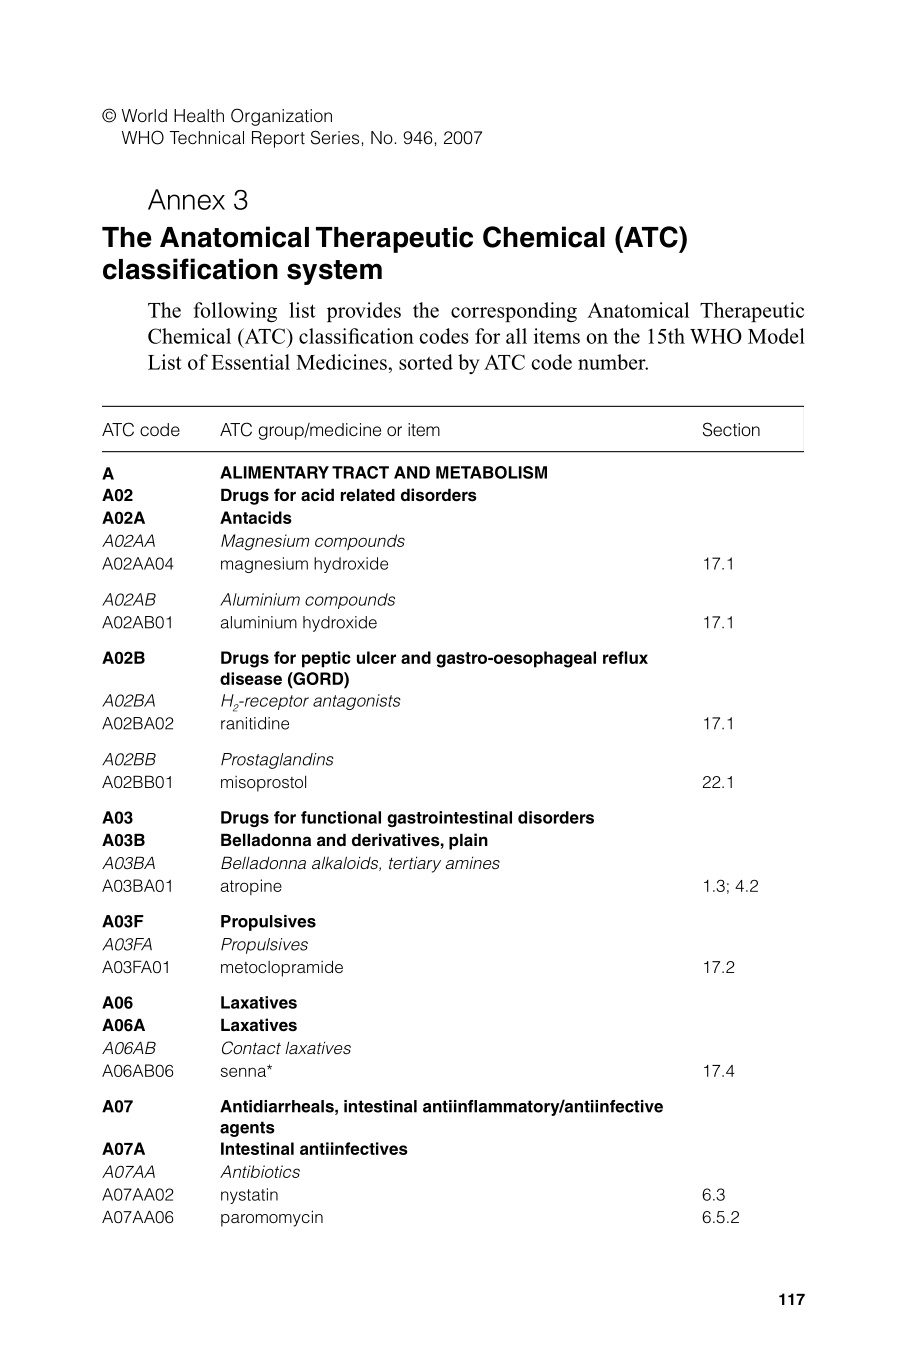 © World Health Organization
WHO Technical Report Series, No. 946, 2007
Annex 3
The Anatomical Therapeutic Chemical (ATC)
classification system
The following list provides the corresponding Anatomical Therapeutic
Chemical (ATC) classification codes for all items on the 15th WHO Model
List of Essential Medicines, sorted by ATC code number.
ATC code ATC group/medicine or item Section
A ALIMENTARY TRACT AND METABOLISM
A02 Drugs for acid related disorders
A02A Antacids
A02AA Magnesium compounds
A02AA04 magnesium hydroxide 17.1
A02AB Aluminium compounds
A02AB01 aluminium hydroxide 17.1
A02B Drugs for peptic ulcer and gastro-oesophageal reflux
disease (GORD)
A02BA H2-receptor antagonists
A02BA02 ranitidine 17.1
A02BB Prostaglandins
A02BB01 misoprostol 22.1
A03 Drugs for functional gastrointestinal disorders
A03B Belladonna and derivatives, plain
A03BA Belladonna alkaloids, tertiary amines
A03BA01 atropine 1.3; 4.2
A03F Propulsives
A03FA Propulsives
A03FA01 metoclopramide 17.2
A06 Laxatives
A06A Laxatives
A06AB Contact laxatives
A06AB06 senna* 17.4
A07 Antidiarrheals, intestinal antiinflammatory/antiinfective
agents
A07A Intestinal antiinfectives
A07AA Antibiotics
A07AA02 nystatin 6.3
A07AA06 paromomycin 6.5.2
117